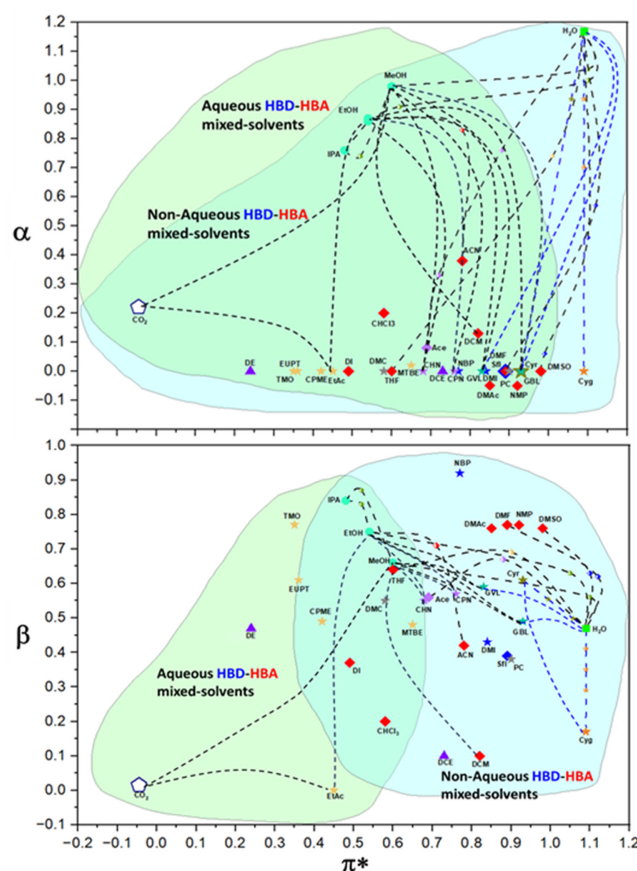 1.2
1.1
1.0
0.9
0.8
0.7
0.6
0.5
0.4
0.3
0.2
0.1
0.0
−0.1
α
H₂O
MeOH
EtOH
IPA
Aqueous HBD-HBA
mixed-solvents
Non-Aqueous HBD-HBA
mixed-solvents
ACN
CO₂
CHCl3
DCM
Ace
DE
EUPT
TMO
CPME
EtAc
DI
DMC
THF
MTBE
CHN
DCE
CPN
NBP
GVL
DMI
DMF
Sfl
PC
Cyr
GBL
DMSO
DMAc
NMP
Cyg
1.0
0.9
0.8
0.7
0.6
0.5
0.4
0.3
0.2
0.1
0.0
−0.1
β
NBP
IPA
TMO
EtOH
DMAc
DMF
NMP
DMSO
MeOH
THF
EUPT
DMC
CHN
Ace
CPN
GVL
Cyr
CPME
MTBE
GBL
H₂O
DE
ACN
DMI
Sfl
PC
Aqueous HBD-HBA
mixed-solvents
DI
CHCl₃
Cyg
DCE
DCM
Non-Aqueous HBD-HBA
mixed-solvents
CO₂
EtAc
−0.1 0.0 0.1 0.2 0.3 0.4 0.5 0.6 0.7 0.8 0.9 1.0 1.1 1.2
π*